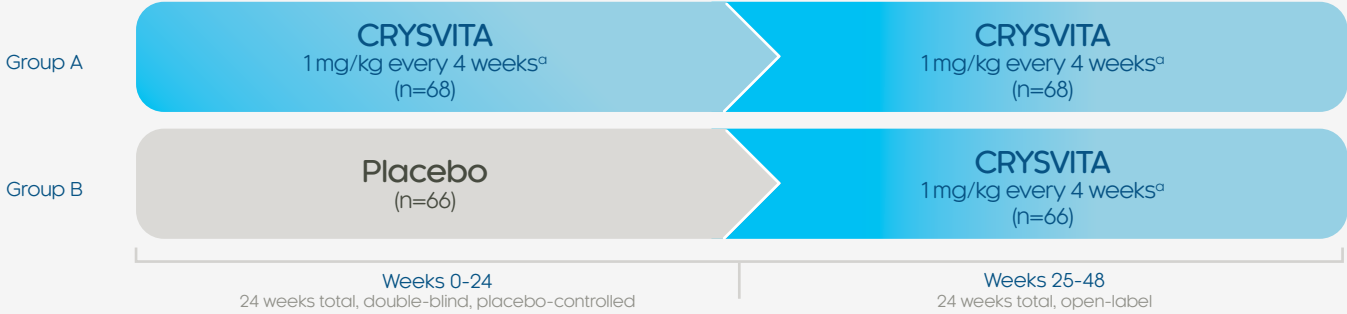 Group A
CRYSVITA
1 mg/kg every 4 weeksᵃ
(n=68)
CRYSVITA
1 mg/kg every 4 weeksᵃ
(n=68)
Group B
Placebo
(n=66)
CRYSVITA
1 mg/kg every 4 weeksᵃ
(n=66)
Weeks 0-24
24 weeks total, double-blind, placebo-controlled
Weeks 25-48
24 weeks total, open-label